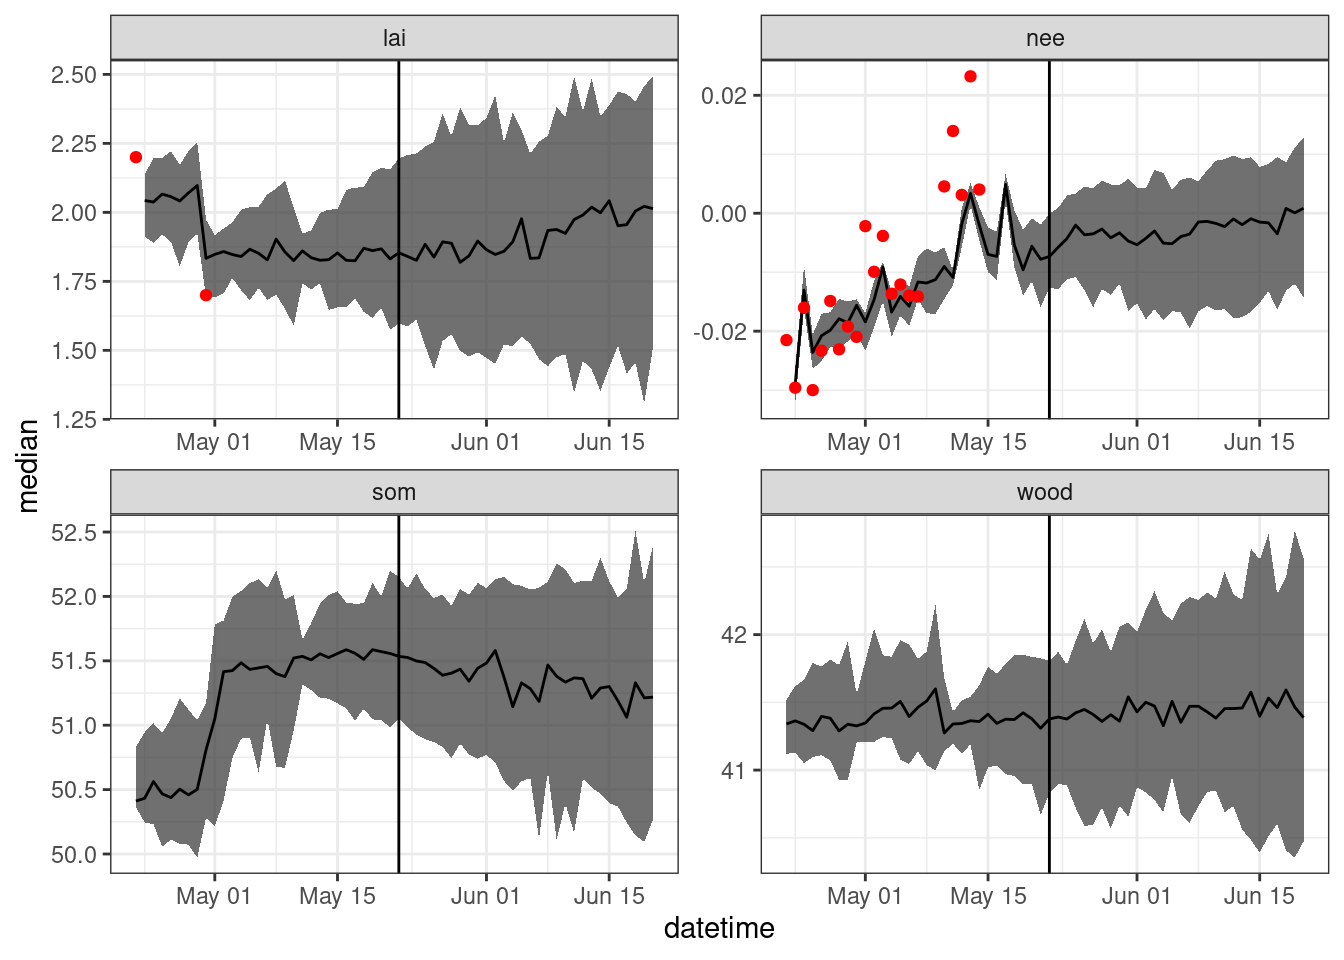 lai
nee
2.50
2.25
2.00
1.75
1.50
1.25
0.02
0.00
-0.02
May 01 May 15 Jun 01 Jun 15
May 01 May 15 Jun 01 Jun 15
median
som
wood
52.5
52.0
51.5
51.0
50.5
50.0
42
41
May 01 May 15 Jun 01 Jun 15
May 01 May 15 Jun 01 Jun 15
datetime